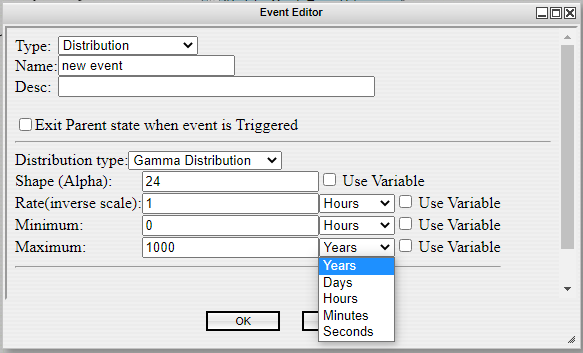 Event Editor
Type: Distribution
Name: new event
Desc:
Exit Parent state when event is Triggered
Distribution type: Gamma Distribution
Shape (Alpha): 24 Use Variable
Rate(inverse scale): 1 Hours Use Variable
Minimum: 0 Hours Use Variable
Maximum: 1000 Years Use Variable
Years
Days
Hours
Minutes
Seconds
OK